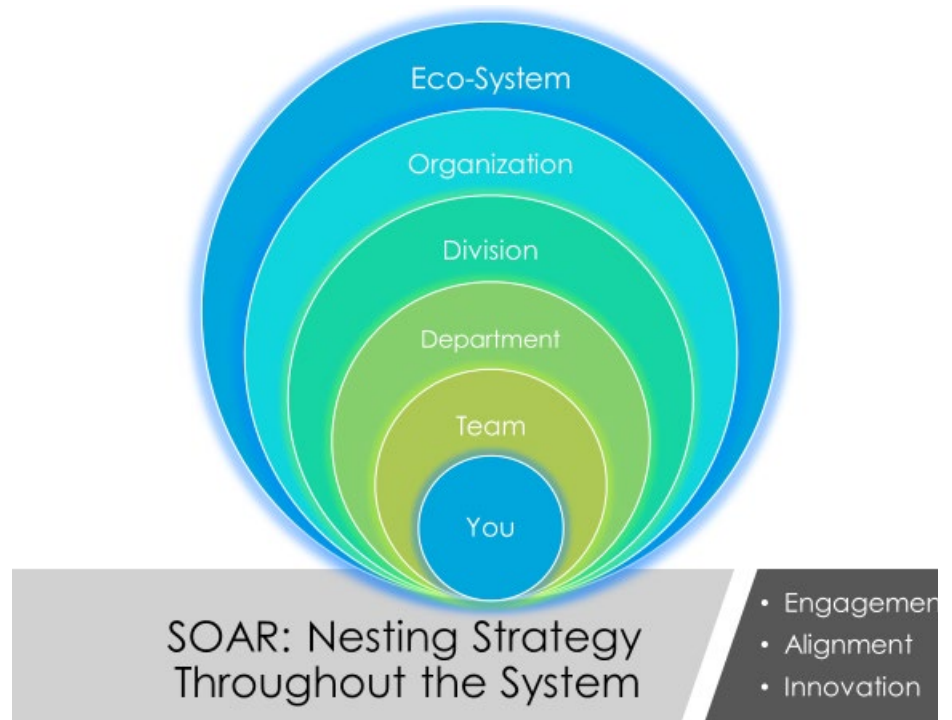 Eco-System
Organization
Division
Department
Team
You
SOAR: Nesting Strategy
Throughout the System
• Engagemen
• Alignment
• Innovation